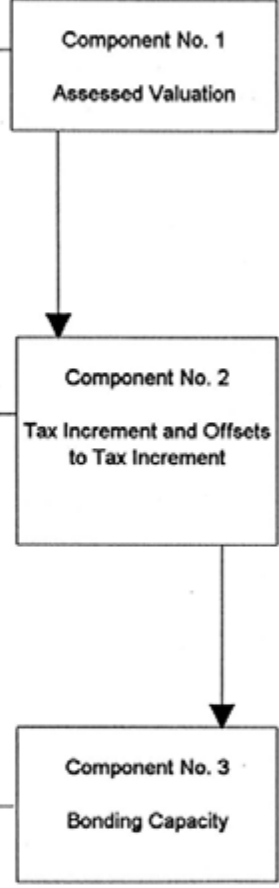 Component No. 1
Assessed Valuation
Component No. 2
Tax Increment and Offsets
to Tax Increment
Component No. 3
Bonding Capacity